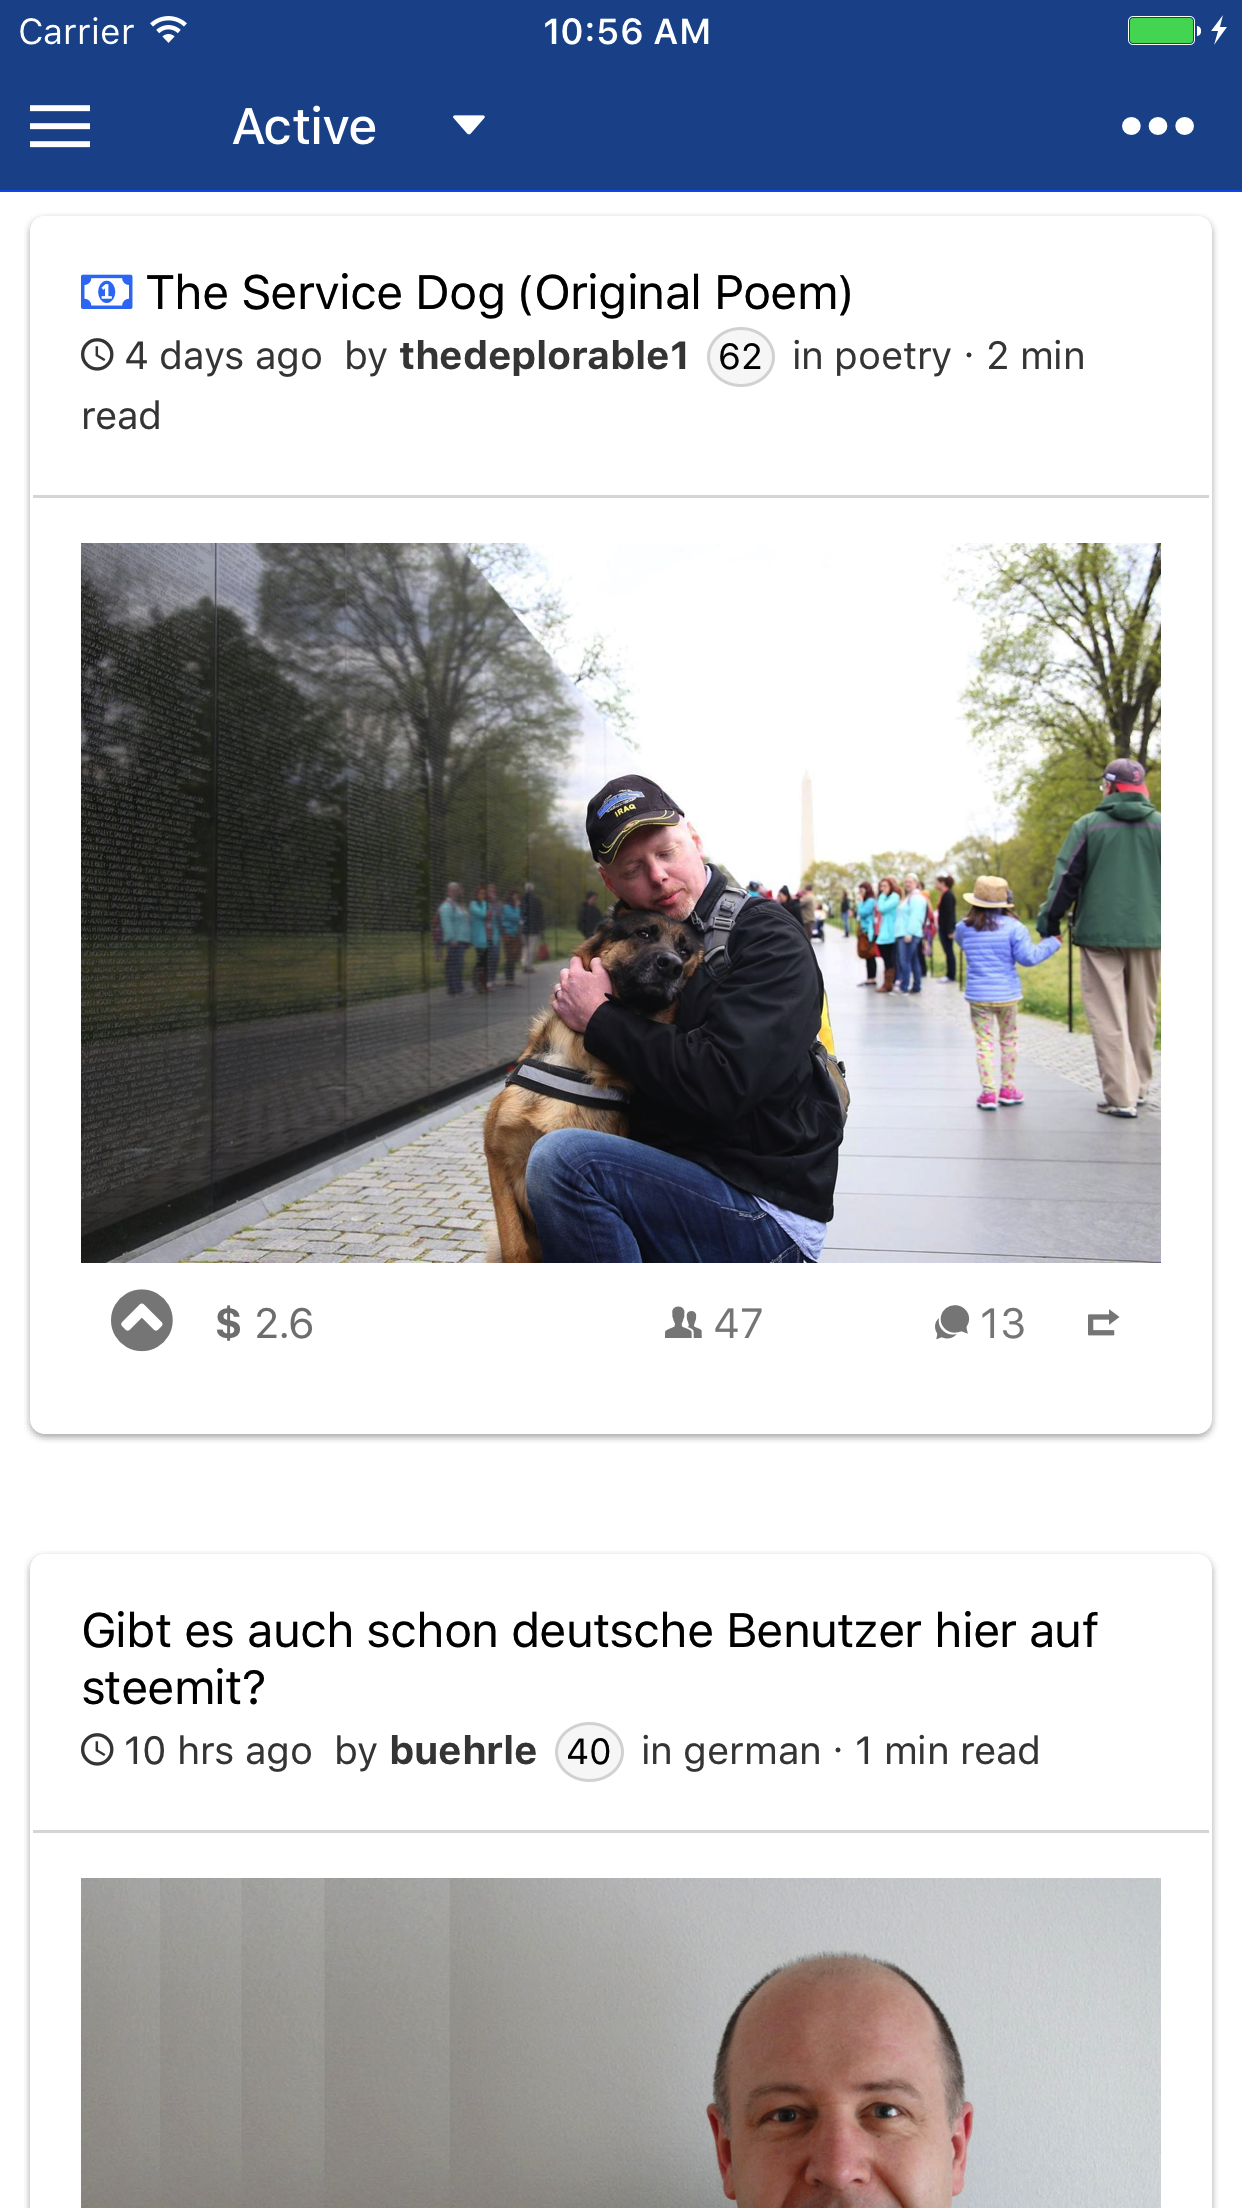 Carrier 10:56 AM
Active
The Service Dog (Original Poem)
4 days ago by thedeplorable1 62 in poetry · 2 min
read
IRAQ
$ 2.6 47 13
Gibt es auch schon deutsche Benutzer hier auf
steemit?
10 hrs ago by buehrle 40 in german · 1 min read